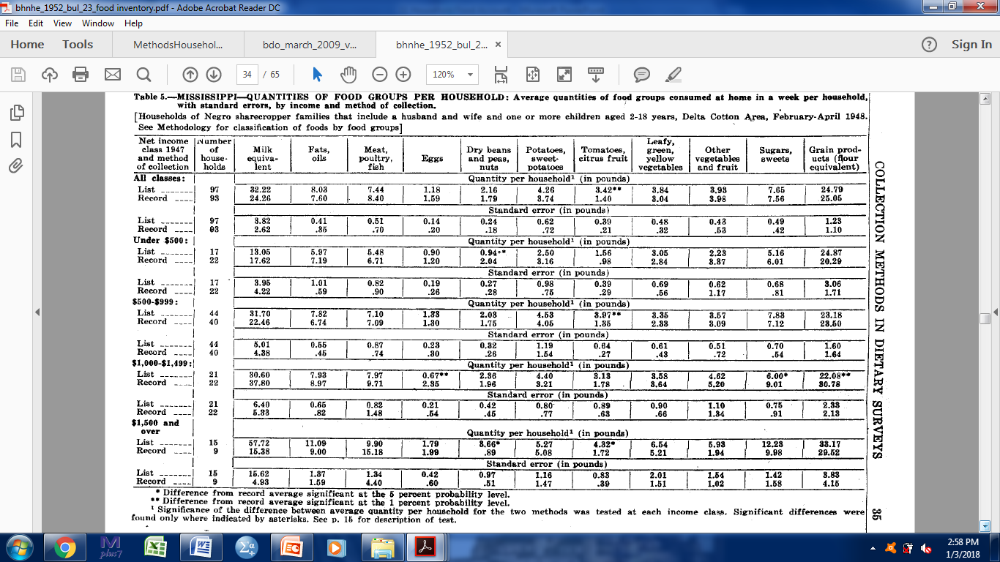 bhnhe_1952_bul_23_food inventory.pdf - Adobe Acrobat Reader DC
File Edit View Window Help
Home Tools MethodsHousehol... bdo_march_2009_v... bhnhe_1952_bul_2... × ? Sign In
34 / 65 120%
Table 5.—MISSISSIPPI—QUANTITIES OF FOOD GROUPS PER HOUSEHOLD: Average quantities of food groups consumed at home in a week per household,
with standard errors, by income and method of collection.
[Households of Negro sharecropper families that include a husband and wife and one or more children aged 2-18 years, Delta Cotton Area, February-April 1948.
See Methodology for classification of foods by food groups]
Net income class 1947 and method of collection | Number of house-holds | Milk equiva-lent | Fats, oils | Meat, poultry, fish | Eggs | Dry beans and peas, nuts | Potatoes, sweet-potatoes | Tomatoes, citrus fruit | Leafy, green, yellow vegetables | Other vegetables and fruit | Sugars, sweets | Grain prod-ucts (flour equivalent)
All classes: Quantity per household¹ (in pounds)
List 97 32.22 8.03 7.44 1.18 2.16 4.26 3.42** 3.84 3.93 7.65 24.79
Record 93 24.26 7.60 8.40 1.59 1.79 3.74 1.40 3.04 3.98 7.56 25.05
Standard error (in pounds)
List 97 3.82 0.41 0.51 0.14 0.24 0.62 0.39 0.48 0.43 0.49 1.23
Record 93 2.62 .35 .70 .20 .18 .72 .21 .32 .53 .42 1.10
Under $500: Quantity per household¹ (in pounds)
List 17 13.05 5.97 5.48 0.90 0.94** 2.50 1.56 3.05 2.23 5.16 24.87
Record 22 17.62 7.19 6.71 1.20 2.04 3.16 .98 2.84 3.37 6.01 20.29
Standard error (in pounds)
List 17 3.95 1.01 0.82 0.19 0.27 0.98 0.39 0.69 0.62 0.68 3.06
Record 22 4.22 .59 .90 .26 .28 .75 .29 .56 1.17 .81 1.71
$500-$999: Quantity per household¹ (in pounds)
List 44 31.70 7.82 7.10 1.33 2.03 4.53 3.97** 3.35 3.57 7.83 23.18
Record 40 22.46 6.74 7.09 1.30 1.75 4.05 1.35 2.33 3.09 7.12 23.50
Standard error (in pounds)
List 44 5.01 0.55 0.87 0.23 0.32 1.19 0.64 0.61 0.51 0.70 1.60
Record 40 4.38 .45 .74 .30 .26 1.54 .27 .43 .72 .54 1.64
$1,000-$1,499: Quantity per household¹ (in pounds)
List 21 30.60 7.93 7.97 0.67** 2.36 4.40 3.13 3.58 4.62 6.00* 22.08**
Record 22 37.80 8.97 9.71 2.35 1.96 3.21 1.78 3.64 5.20 9.01 30.78
Standard error (in pounds)
List 21 6.40 0.65 0.82 0.21 0.42 0.80 0.89 0.90 1.10 0.75 2.33
Record 22 5.33 .82 1.48 .54 .45 .77 .63 .66 1.34 .91 2.13
$1,500 and
over Quantity per household¹ (in pounds)
List 15 57.72 11.09 9.90 1.79 3.66* 5.27 4.32* 6.54 5.93 12.23 33.17
Record 9 15.38 9.00 15.18 1.99 .89 5.08 1.72 5.21 1.94 9.98 29.52
Standard error (in pounds)
List 15 15.62 1.37 1.34 0.42 0.97 1.16 0.83 2.01 1.54 1.42 3.83
Record 9 4.93 1.59 4.40 .60 .51 1.47 .39 1.51 1.02 1.58 4.15
* Difference from record average significant at the 5 percent probability level.
** Difference from record average significant at the 1 percent probability level.
¹ Significance of the difference between average quantity per household for the two methods was tested at each income class. Significant differences were
found only where indicated by asterisks. See p. 15 for description of test.
COLLECTION METHODS IN DIETARY SURVEYS 35
2:58 PM
1/3/2018